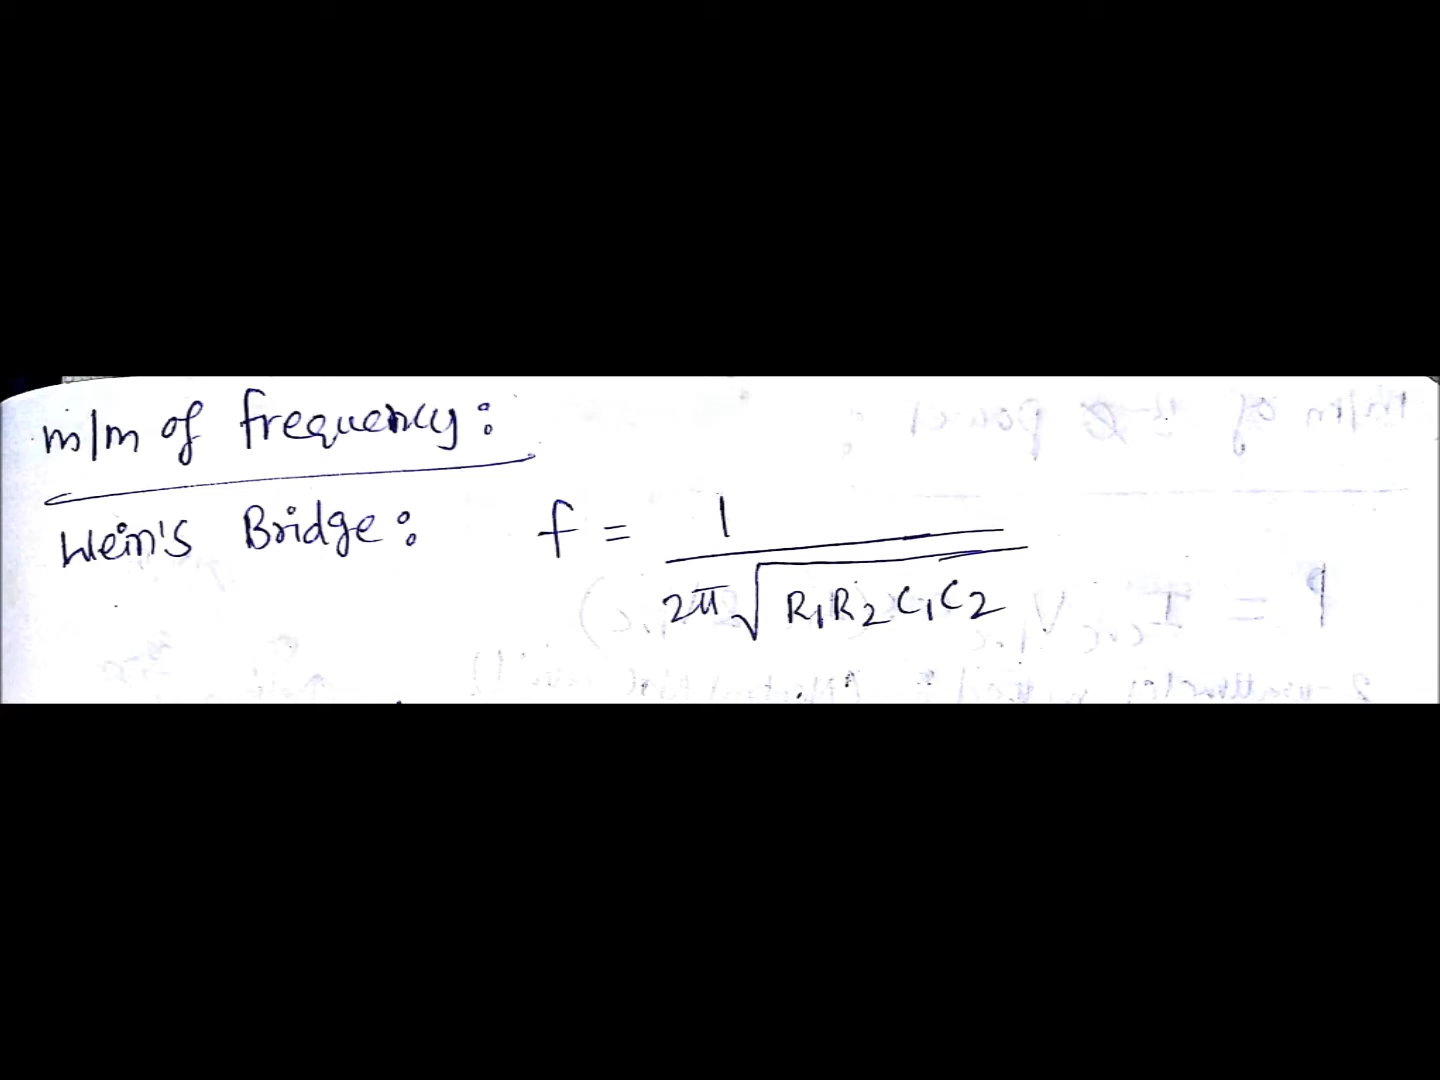 m/m of frequency:
Wein's Bridge: f = 1 / 2π√R₁R₂C₁C₂